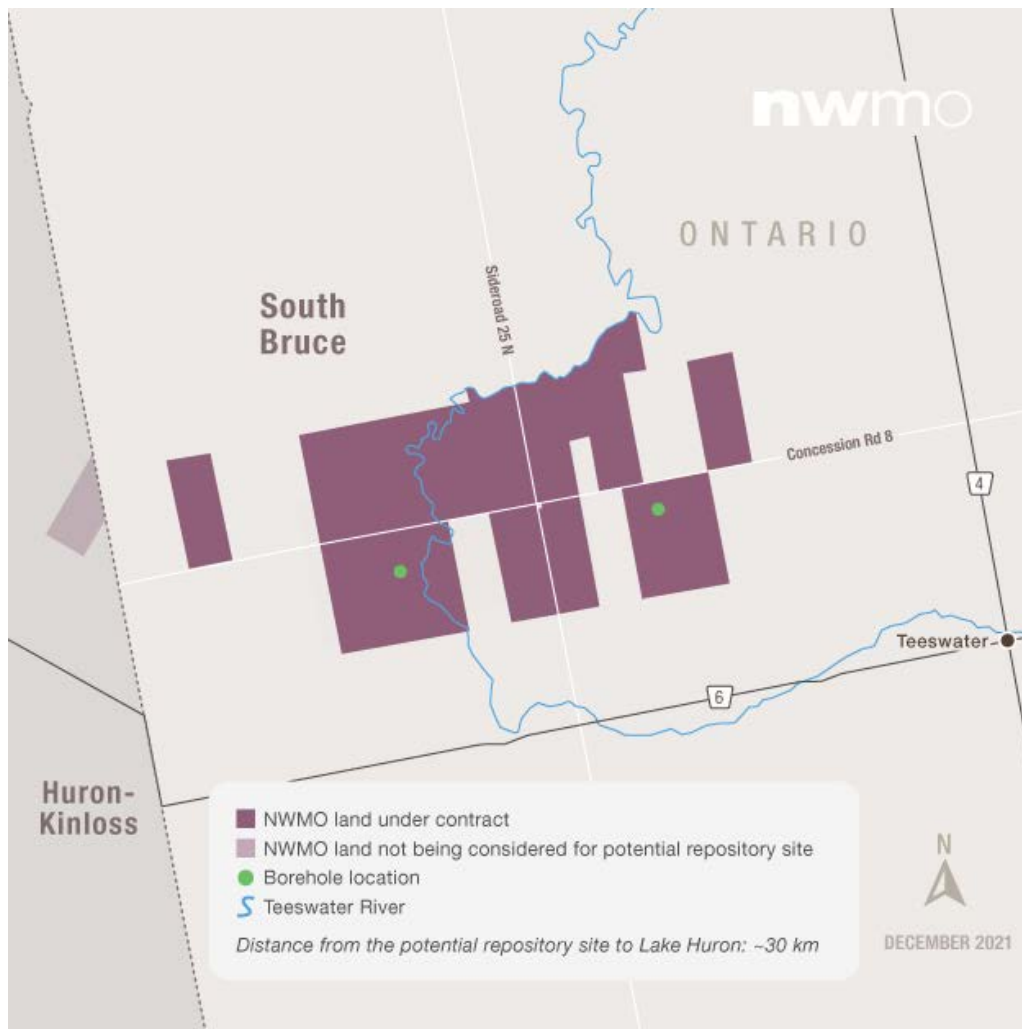 nwmo
ONTARIO
South
Bruce
Sideroad 25 N
Concession Rd 8
4
Teeswater
6
Huron-
Kinloss
NWMO land under contract
NWMO land not being considered for potential repository site
Borehole location
Teeswater River
Distance from the potential repository site to Lake Huron: ~30 km
N
DECEMBER 2021